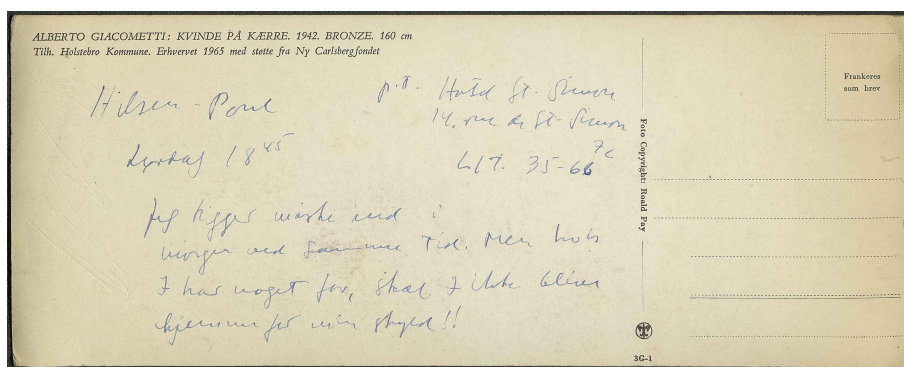 ALBERTO GIACOMETTI: KVINDE PÅ KÆRRE. 1942. BRONZE. 160 cm
Tilh. Holstebro Kommune. Erhvervet 1965 med støtte fra Ny Carlsbergfondet
Frankeres
som brev
Hilsen - Poul
p.t. Hotel St. Simon
14, rue de St. Simon
Lørdag 18 45
LIT. 35-66
7e
Jeg kigger måske ind i
morgen ved samme tid. Men hvis
I har noget for, skal I ikke blive
hjemme for min skyld!!
Foto Copyright: Roald Pay
3G-1